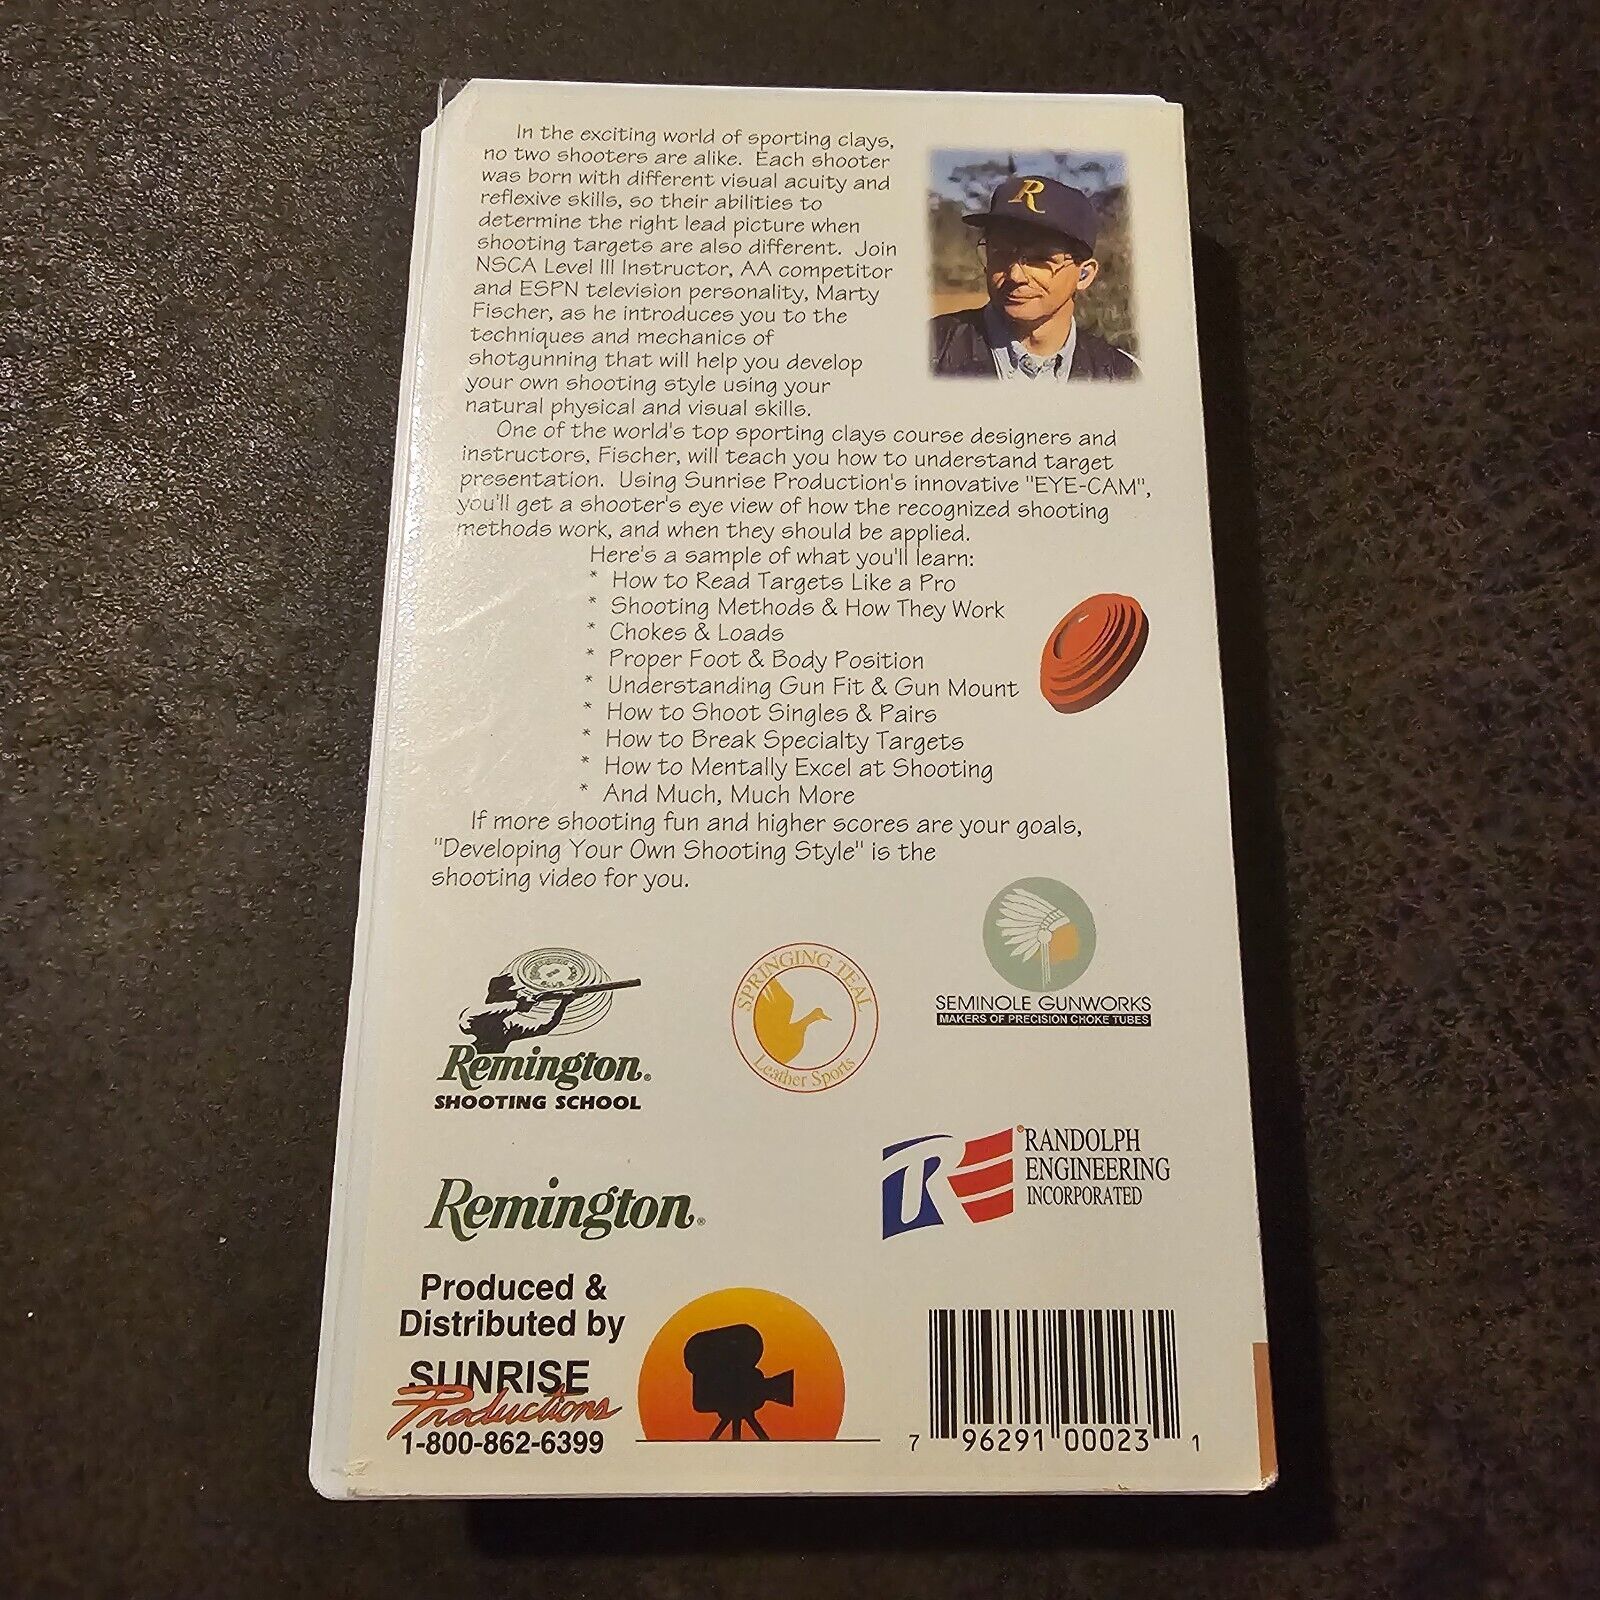 In the exciting world of sporting clays,
no two shooters are alike. Each shooter
was born with different visual acuity and
reflexive skills, so their abilities to
determine the right lead picture when
shooting targets are also different. Join
NSCA Level III Instructor, AA competitor
and ESPN television personality, Marty
Fischer, as he introduces you to the
techniques and mechanics of
shotgunning that will help you develop
your own shooting style using your
natural physical and visual skills.
One of the world's top sporting clays course designers and
instructors, Fischer, will teach you how to understand target
presentation. Using Sunrise Production's innovative "EYE-CAM",
you'll get a shooter's eye view of how the recognized shooting
methods work, and when they should be applied.
Here's a sample of what you'll learn:
* How to Read Targets Like a Pro
* Shooting Methods & How They Work
* Chokes & Loads
* Proper Foot & Body Position
* Understanding Gun Fit & Gun Mount
* How to Shoot Singles & Pairs
* How to Break Specialty Targets
* How to Mentally Excel at Shooting
* And Much, Much More
If more shooting fun and higher scores are your goals,
"Developing Your Own Shooting Style" is the
shooting video for you.
R
Remington®
SHOOTING SCHOOL
SPRINGING TEAL
Leather Sports
SEMINOLE GUNWORKS
MAKERS OF PRECISION CHOKE TUBES
Remington®
R ®
RANDOLPH
ENGINEERING
INCORPORATED
Produced &
Distributed by
SUNRISE
Productions
1-800-862-6399
7 96291 00023 1